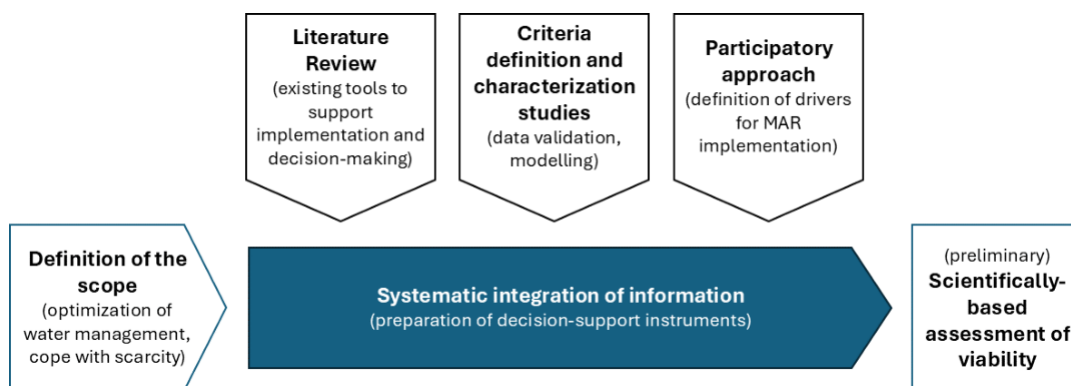 Literature
Review
(existing tools to
support
implementation and
decision-making)
Criteria
definition and
characterization
studies
(data validation,
modelling)
Participatory
approach
(definition of drivers
for MAR
implementation)
Definition of the
scope
(optimization of
water management,
cope with scarcity)
Systematic integration of information
(preparation of decision-support instruments)
(preliminary)
Scientifically-
based
assessment of
viability